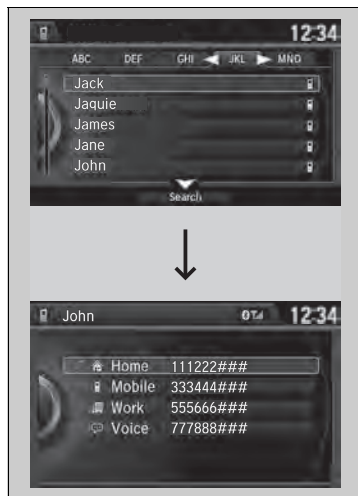 12:34
ABC DEF GHI JKL MNO
Jack
Jaquie
James
Jane
John
Search
John 12:34
Home 111222###
Mobile 333444###
Work 555666###
Voice 777888###